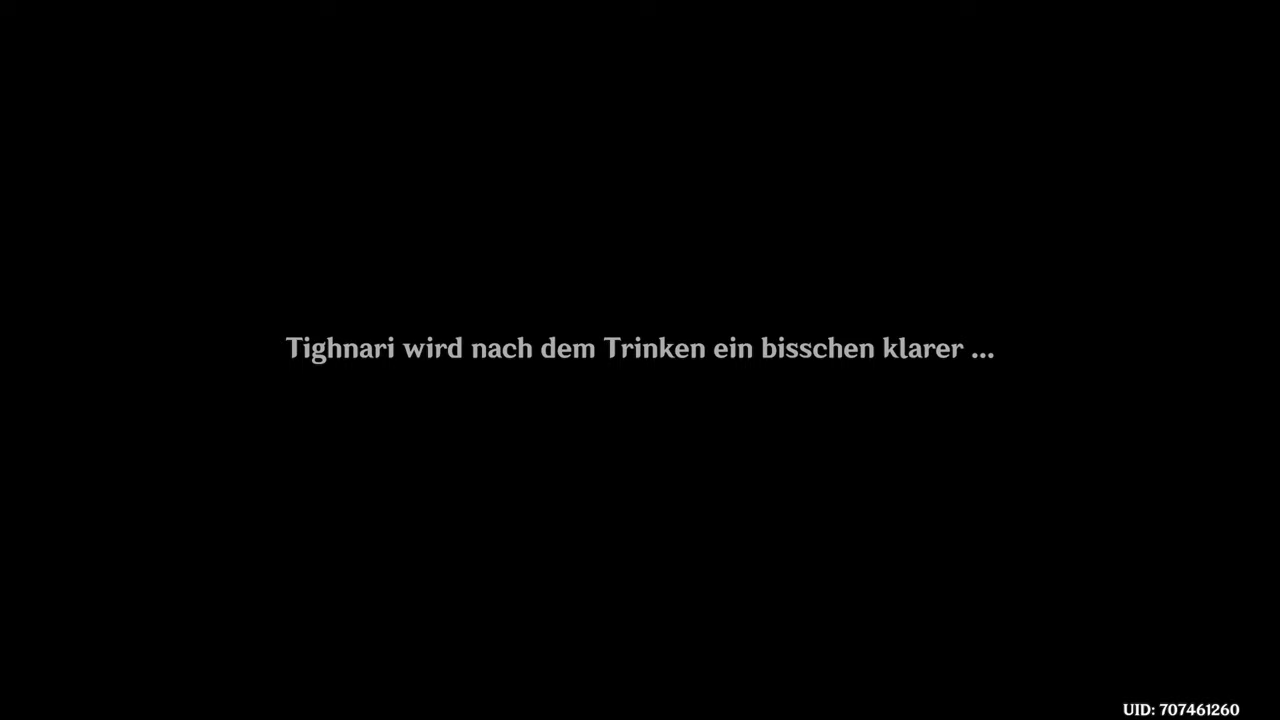 Tighnari wird nach dem Trinken ein bisschen klarer ...
UID: 707461260